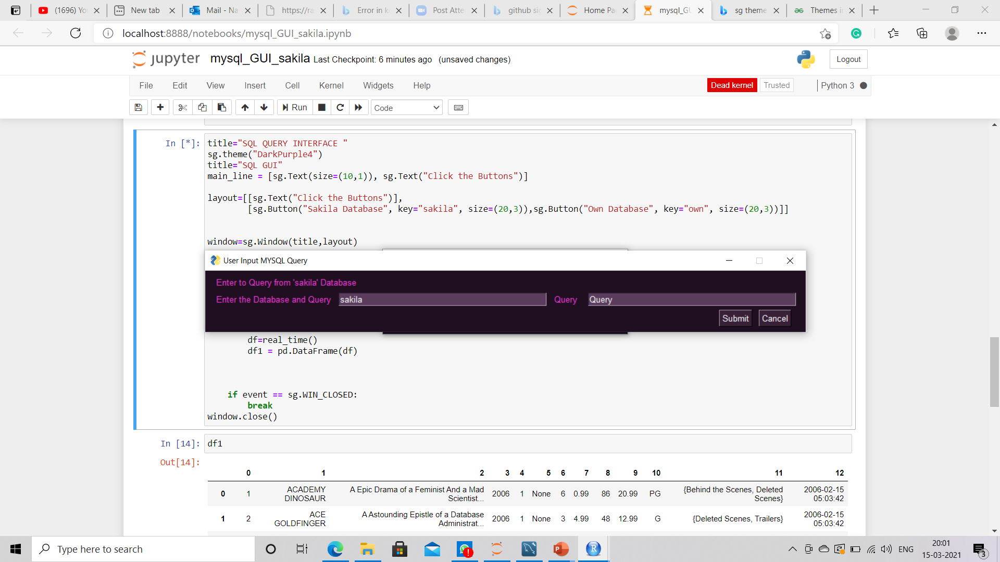 (1696) Yo
New tab
Mail - Na
https://ra
Error in k
Post Atte
github sig
Home Pa
mysql_GU
sg theme
Themes i
localhost:8888/notebooks/mysql_GUI_sakila.ipynb
jupyter mysql_GUI_sakila Last Checkpoint: 6 minutes ago (unsaved changes)
Logout
File Edit View Insert Cell Kernel Widgets Help
Dead kernel Trusted Python 3
Run Code
In [*]:
title="SQL QUERY INTERFACE "
sg.theme("DarkPurple4")
title="SQL GUI"
main_line = [sg.Text(size=(10,1)), sg.Text("Click the Buttons")]
layout=[[sg.Text("Click the Buttons")],
[sg.Button("Sakila Database", key="sakila", size=(20,3)),sg.Button("Own Database", key="own", size=(20,3))]]
window=sg.Window(title,layout)
User Input MYSQL Query
Enter to Query from 'sakila' Database
Enter the Database and Query sakila Query Query
Submit Cancel
df=real_time()
df1 = pd.DataFrame(df)
if event == sg.WIN_CLOSED:
break
window.close()
In [14]: df1
Out[14]:
0 1 2 3 4 5 6 7 8 9 10 11 12
0 1 ACADEMY DINOSAUR A Epic Drama of a Feminist And a Mad Scientist... 2006 1 None 6 0.99 86 20.99 PG {Behind the Scenes, Deleted Scenes} 2006-02-15 05:03:42
1 2 ACE GOLDFINGER A Astounding Epistle of a Database Administrat... 2006 1 None 3 4.99 48 12.99 G {Deleted Scenes, Trailers} 2006-02-15 05:03:42
Type here to search
ENG
20:01
15-03-2021
3